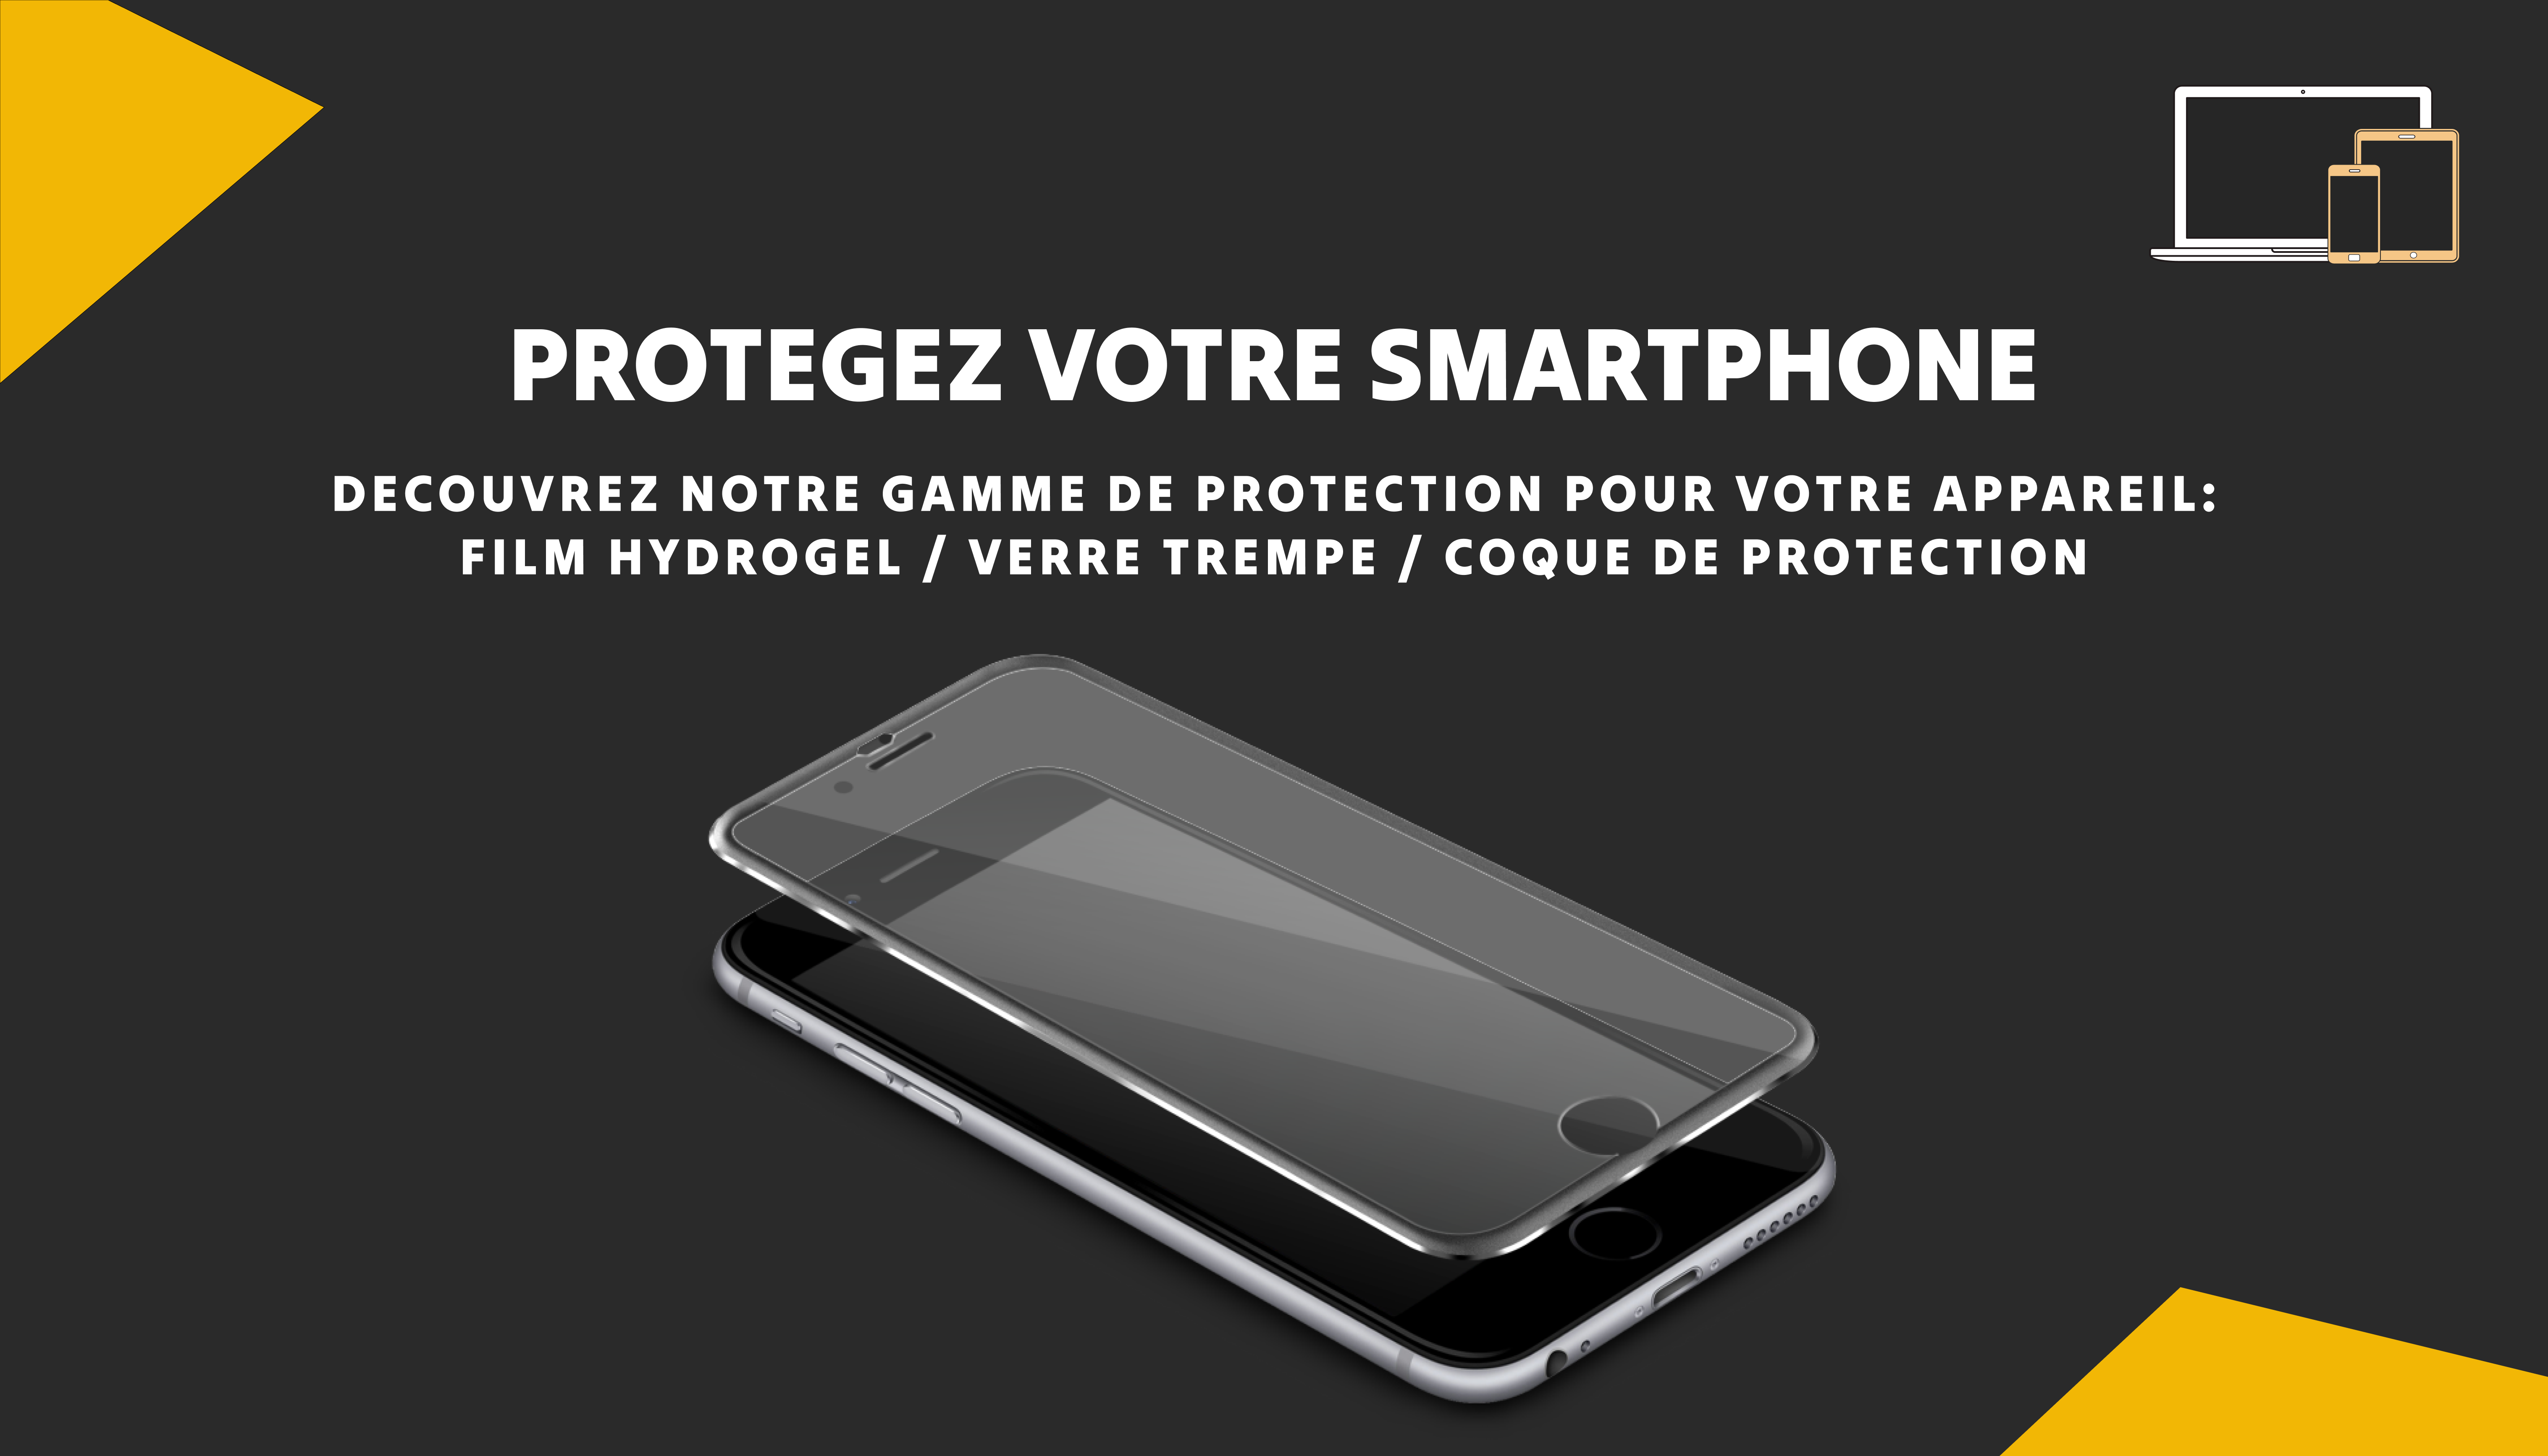 PROTEGEZ VOTRE SMARTPHONE
DECOUVREZ NOTRE GAMME DE PROTECTION POUR VOTRE APPAREIL:
FILM HYDROGEL / VERRE TREMPE / COQUE DE PROTECTION